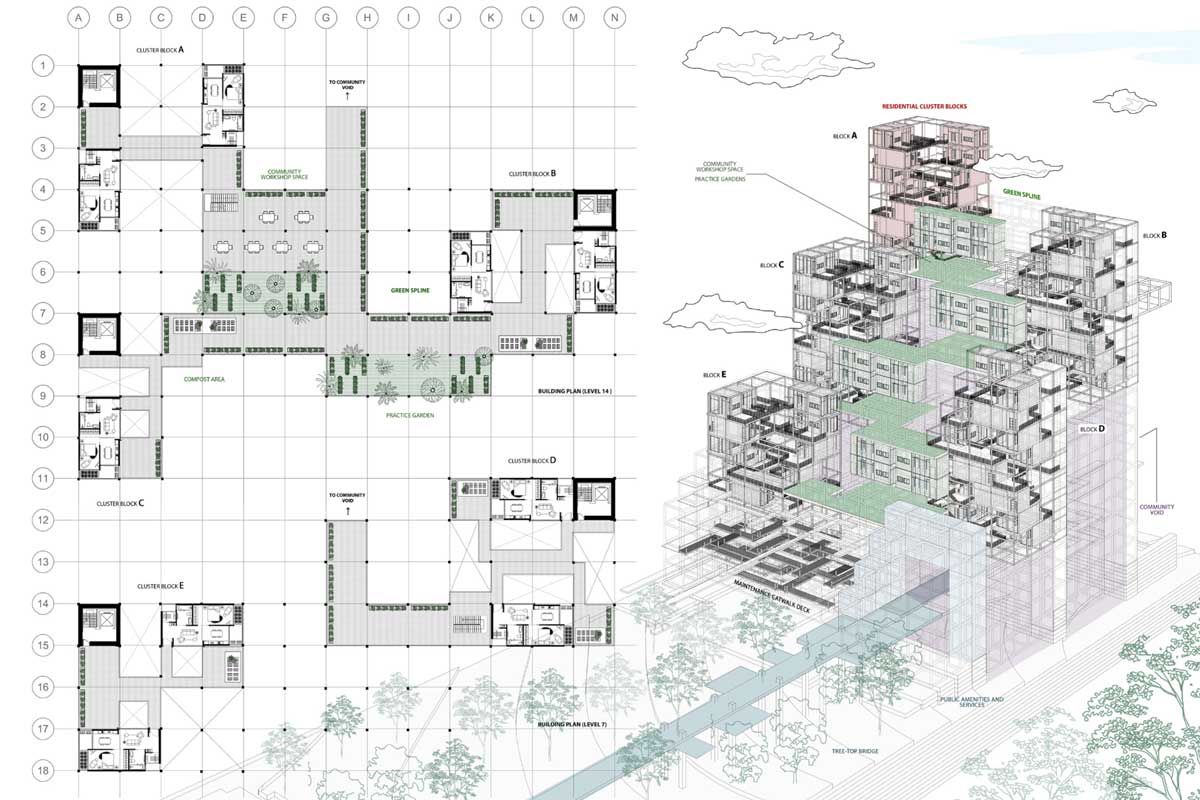 A B C D E F G H I J K L M N
CLUSTER BLOCK A
1
TO COMMUNITY
VOID
2
3
COMMUNITY
WORKSHOP SPACE
CLUSTER BLOCK B
4
5
6
GREEN SPLINE
7
8
COMPOST AREA
BUILDING PLAN (LEVEL 14 )
9
PRACTICE GARDEN
10
CLUSTER BLOCK D
11
TO COMMUNITY
VOID
CLUSTER BLOCK C
12
13
CLUSTER BLOCK E
14
15
16
BUILDING PLAN (LEVEL 7)
17
18
RESIDENTIAL CLUSTER BLOCKS
BLOCK A
COMMUNITY
WORKSHOP SPACE
PRACTICE GARDENS
GREEN SPLINE
BLOCK B
BLOCK C
BLOCK E
BLOCK D
COMMUNITY
VOID
MAINTENANCE CATWALK DECK
PUBLIC AMENITIES AND
SERVICES
TREE-TOP BRIDGE